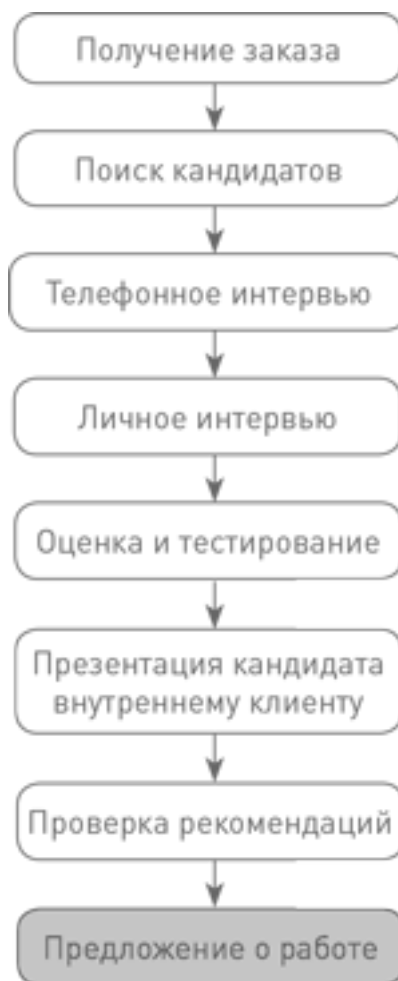 Получение заказа
Поиск кандидатов
Телефонное интервью
Личное интервью
Оценка и тестирование
Презентация кандидата
внутреннему клиенту
Проверка рекомендаций
Предложение о работе